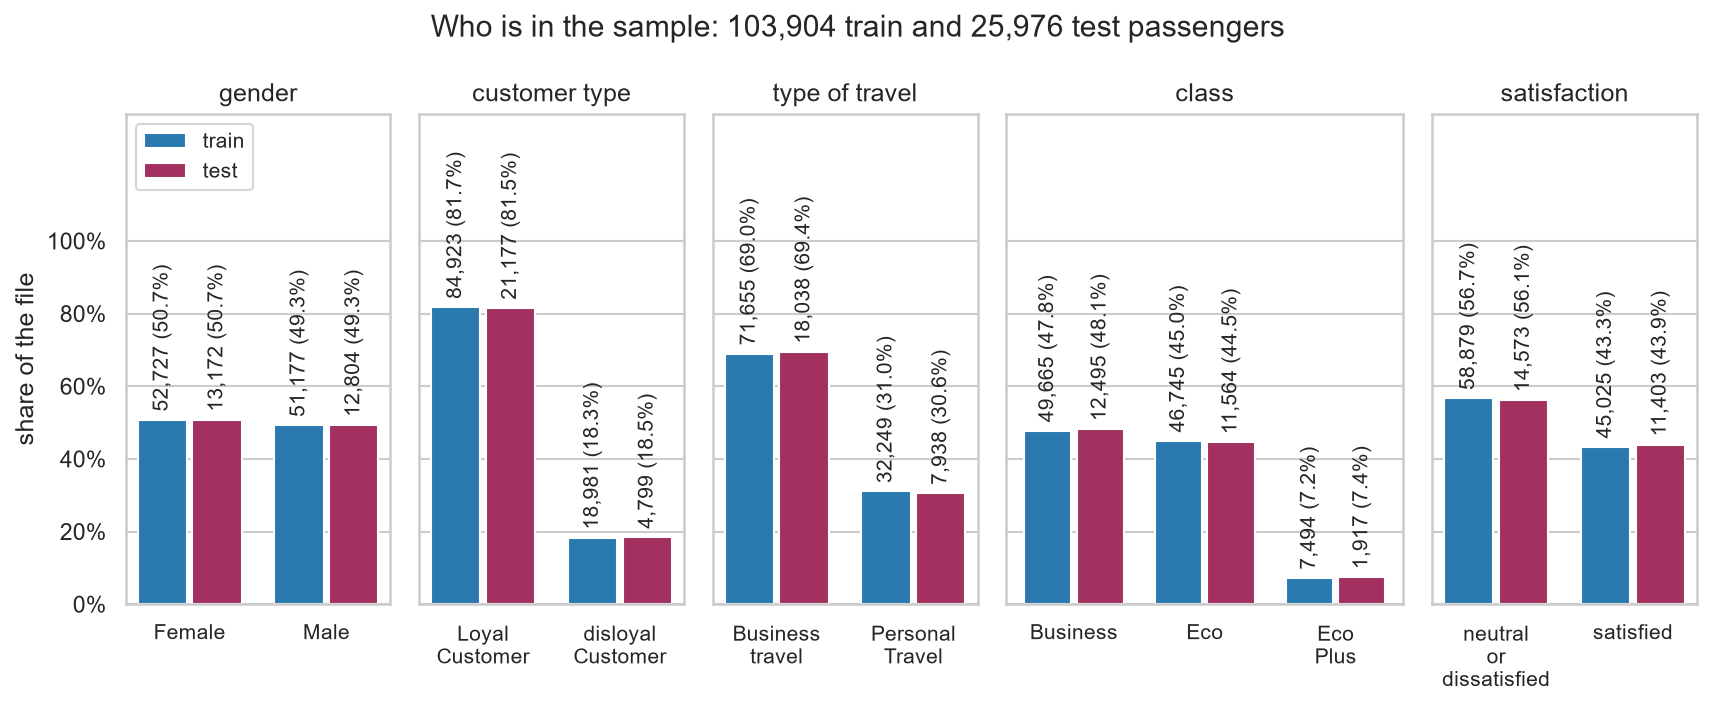 Who is in the sample: 103,904 train and 25,976 test passengers
gender
customer type
type of travel
class
satisfaction
train
test
share of the file
100%
80%
60%
40%
20%
0%
52,727 (50.7%)
13,172 (50.7%)
51,177 (49.3%)
12,804 (49.3%)
84,923 (81.7%)
21,177 (81.5%)
18,981 (18.3%)
4,799 (18.5%)
71,655 (69.0%)
18,038 (69.4%)
32,249 (31.0%)
7,938 (30.6%)
49,665 (47.8%)
12,495 (48.1%)
46,745 (45.0%)
11,564 (44.5%)
7,494 (7.2%)
1,917 (7.4%)
58,879 (56.7%)
14,573 (56.1%)
45,025 (43.3%)
11,403 (43.9%)
Female
Male
Loyal
Customer
disloyal
Customer
Business
travel
Personal
Travel
Business
Eco
Eco
Plus
neutral
or
dissatisfied
satisfied